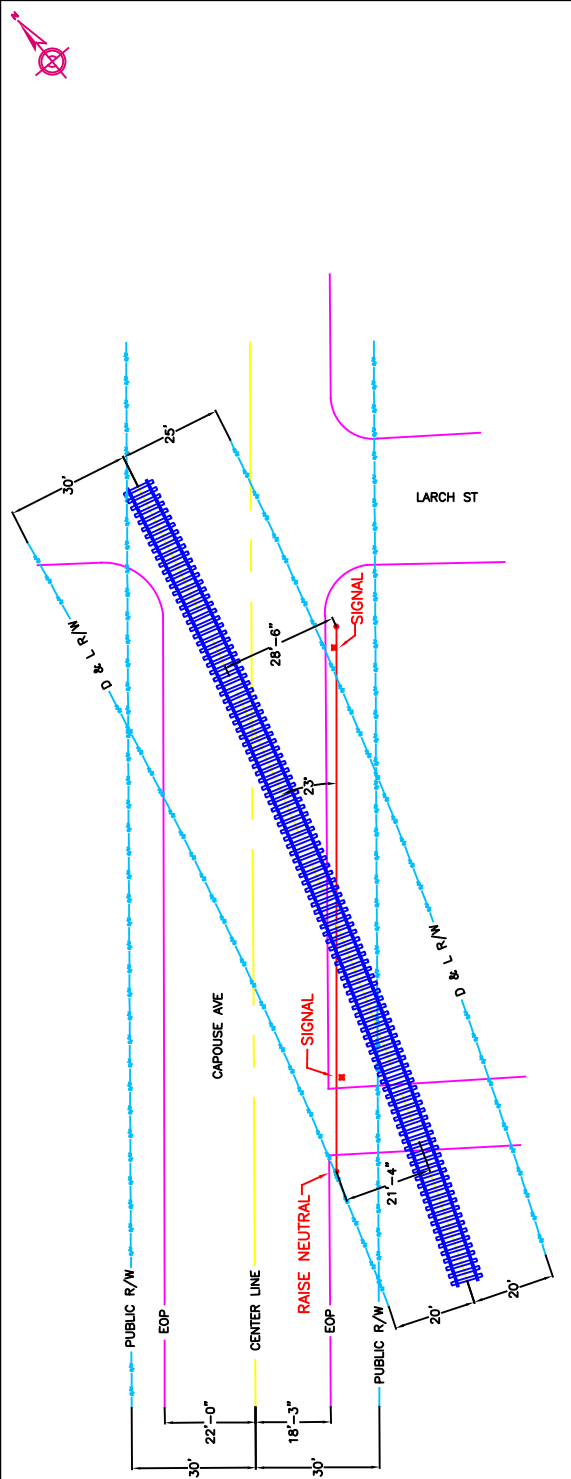 N
30'
25'
D & L R/W
LARCH ST
SIGNAL
28'-6"
23'
D & L R/W
CAPOUSE AVE
SIGNAL
RAISE NEUTRAL
21'-4"
PUBLIC R/W
EOP
CENTER LINE
EOP
PUBLIC R/W
20'
20'
22'-0"
18'-3"
30'
30'